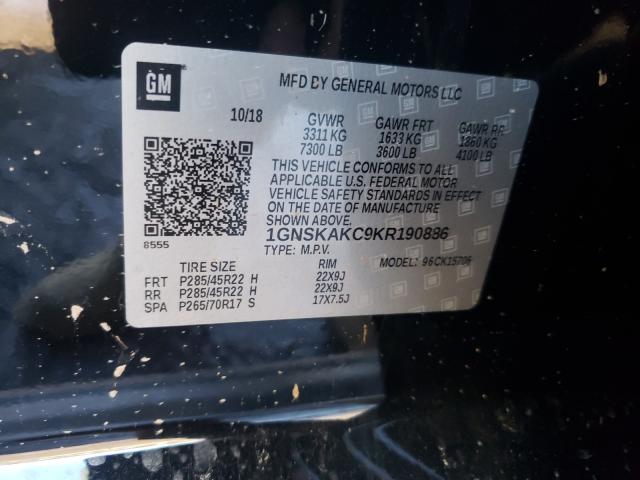 GM
MFD BY GENERAL MOTORS LLC
10/18 GVWR GAWR FRT GAWR RR
3311 KG 1633 KG 1860 KG
7300 LB 3600 LB 4100 LB
THIS VEHICLE CONFORMS TO ALL
APPLICABLE U.S. FEDERAL MOTOR
VEHICLE SAFETY STANDARDS IN EFFECT
ON THE DATE OF MANUFACTURE
SHOWN ABOVE.
8555
1GNSKAKC9KR190886
TYPE: M.P.V. MODEL: 96CK15706
TIRE SIZE RIM
FRT P285/45R22 H 22X9J
RR P285/45R22 H 22X9J
SPA P265/70R17 S 17X7.5J